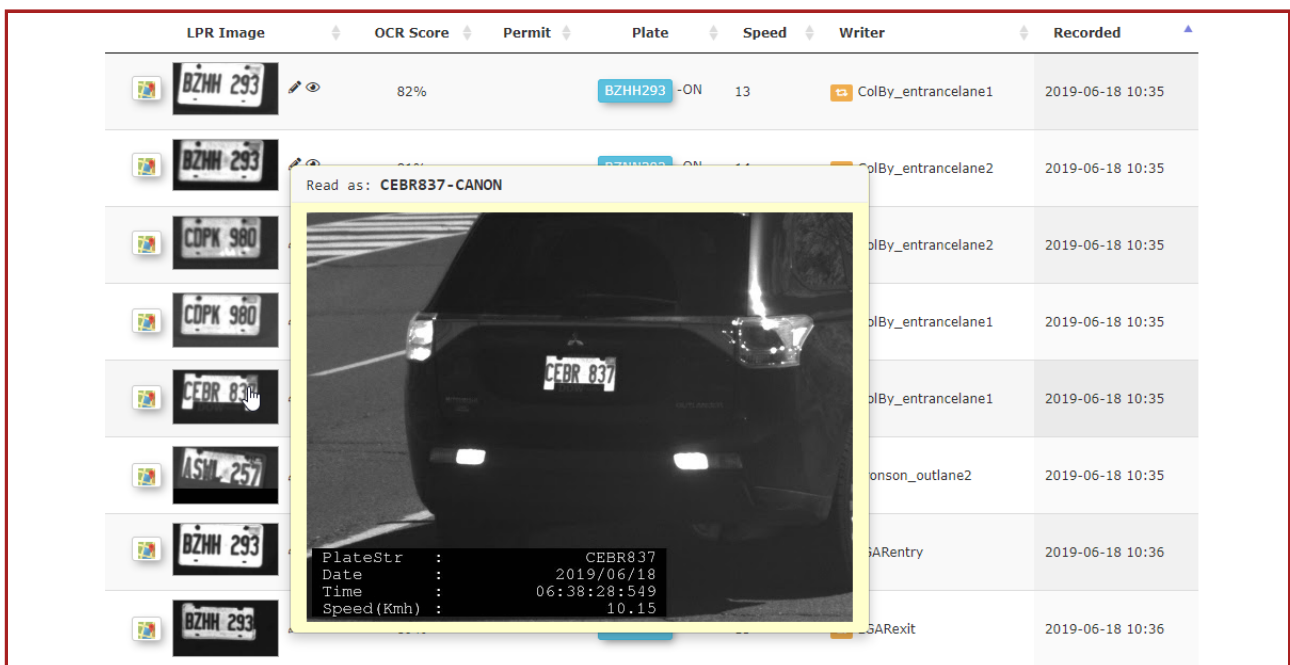 LPR Image OCR Score Permit Plate Speed Writer Recorded
BZHH 293 82% BZHH293 -ON 13 ColBy_entrancelane1 2019-06-18 10:35
BZHH 293 ColBy_entrancelane2 2019-06-18 10:35
Read as: CEBR837-CANON
CDPK 980 olBy_entrancelane2 2019-06-18 10:35
CDPK 980 olBy_entrancelane1 2019-06-18 10:35
CEBR 837 CEBR 837 olBy_entrancelane1 2019-06-18 10:35
ASWL 257 onson_outlane2 2019-06-18 10:35
BZHH 293 GARentry 2019-06-18 10:36
PlateStr : CEBR837
Date : 2019/06/18
Time : 06:38:28:549
Speed(Kmh) : 10.15
BZHH 293 GARexit 2019-06-18 10:36